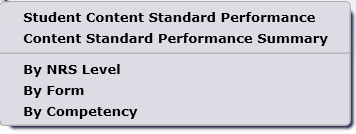 Student Content Standard Performance
Content Standard Performance Summary
By NRS Level
By Form
By Competency